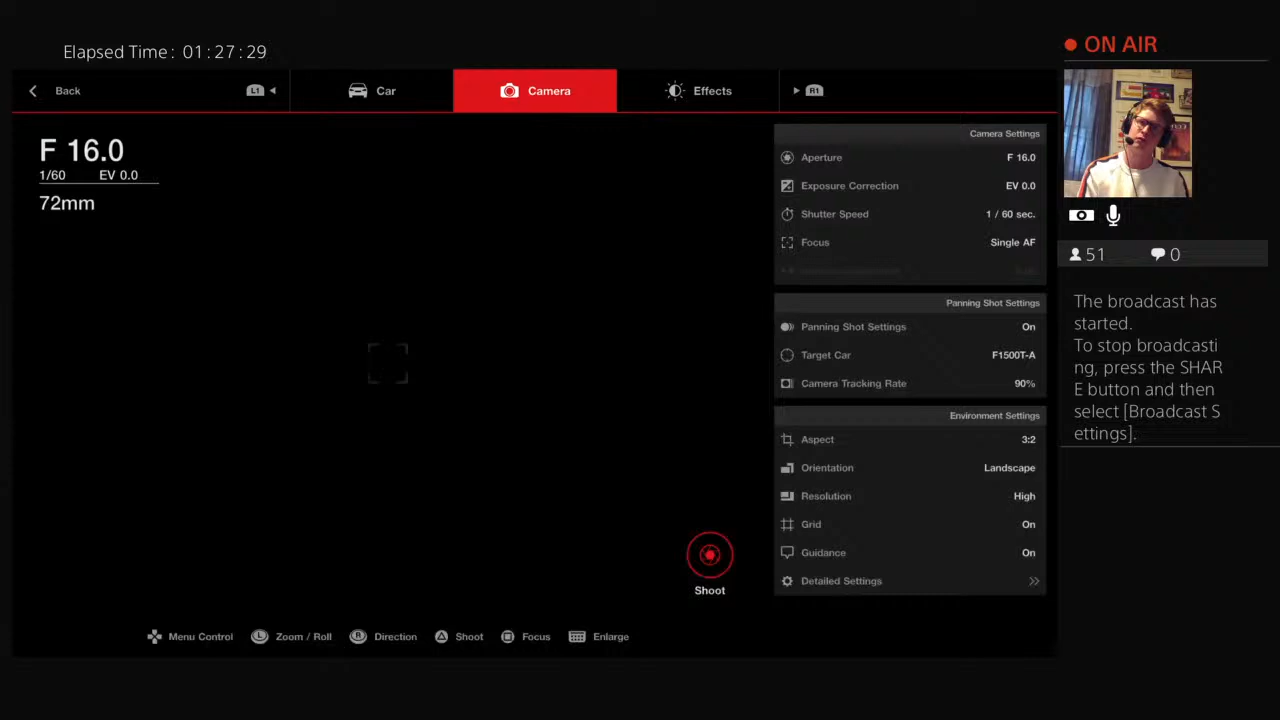 Elapsed Time: 01:27:29
ON AIR
Back
L1
Car
Camera
Effects
R1
F 16.0
1/60 EV 0.0
72mm
Camera Settings
Aperture F 16.0
Exposure Correction EV 0.0
Shutter Speed 1 / 60 sec.
Focus Single AF
Panning Shot Settings
Panning Shot Settings On
Target Car F1500T-A
Camera Tracking Rate 90%
Environment Settings
Aspect 3:2
Orientation Landscape
Resolution High
Grid On
Guidance On
Detailed Settings
Shoot
Menu Control
L Zoom / Roll
R Direction
Shoot
Focus
Enlarge
51 0
The broadcast has
started.
To stop broadcasti
ng, press the SHAR
E button and then
select [Broadcast S
ettings].